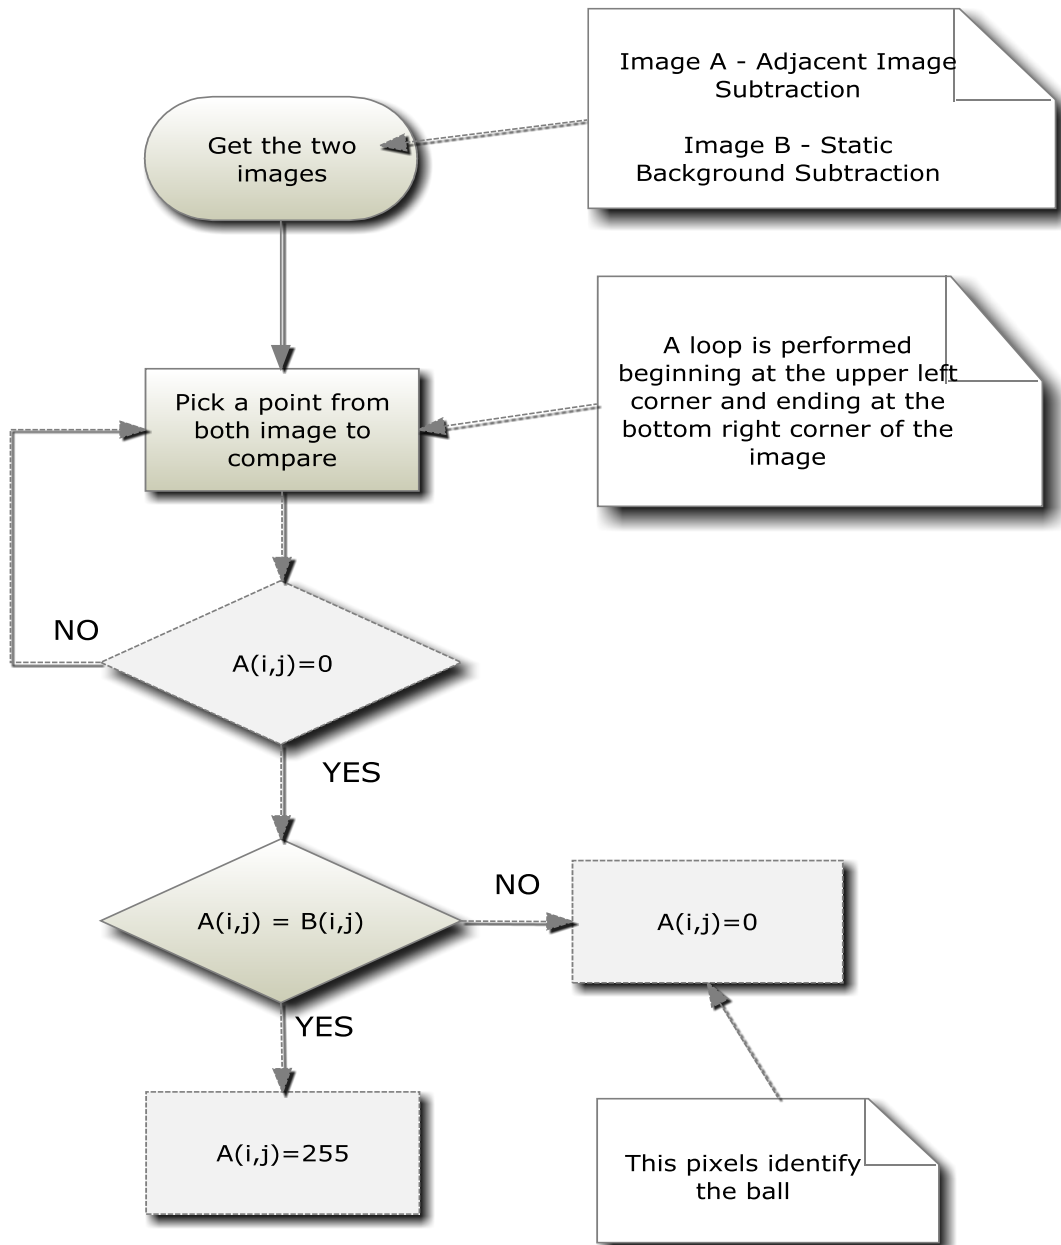 Image A - Adjacent Image
Subtraction
Image B - Static
Background Subtraction
Get the two
images
A loop is performed
beginning at the upper left
corner and ending at the
bottom right corner of the
image
Pick a point from
both image to
compare
NO
A(i,j)=0
YES
A(i,j) = B(i,j)
NO
A(i,j)=0
YES
A(i,j)=255
This pixels identify
the ball